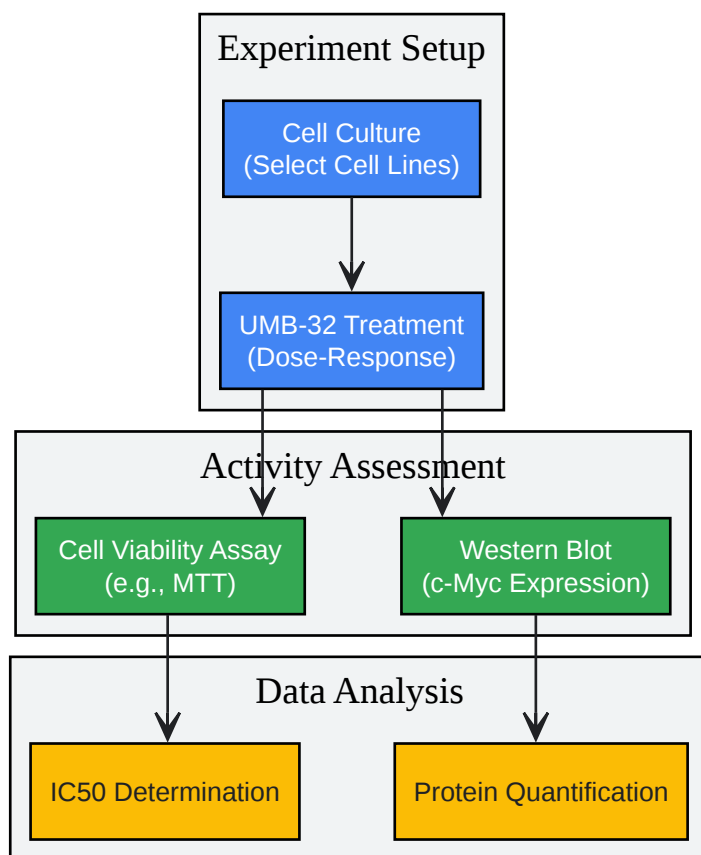 Experiment Setup
Cell Culture
(Select Cell Lines)
UMB-32 Treatment
(Dose-Response)
Activity Assessment
Cell Viability Assay
(e.g., MTT)
Western Blot
(c-Myc Expression)
Data Analysis
IC50 Determination
Protein Quantification